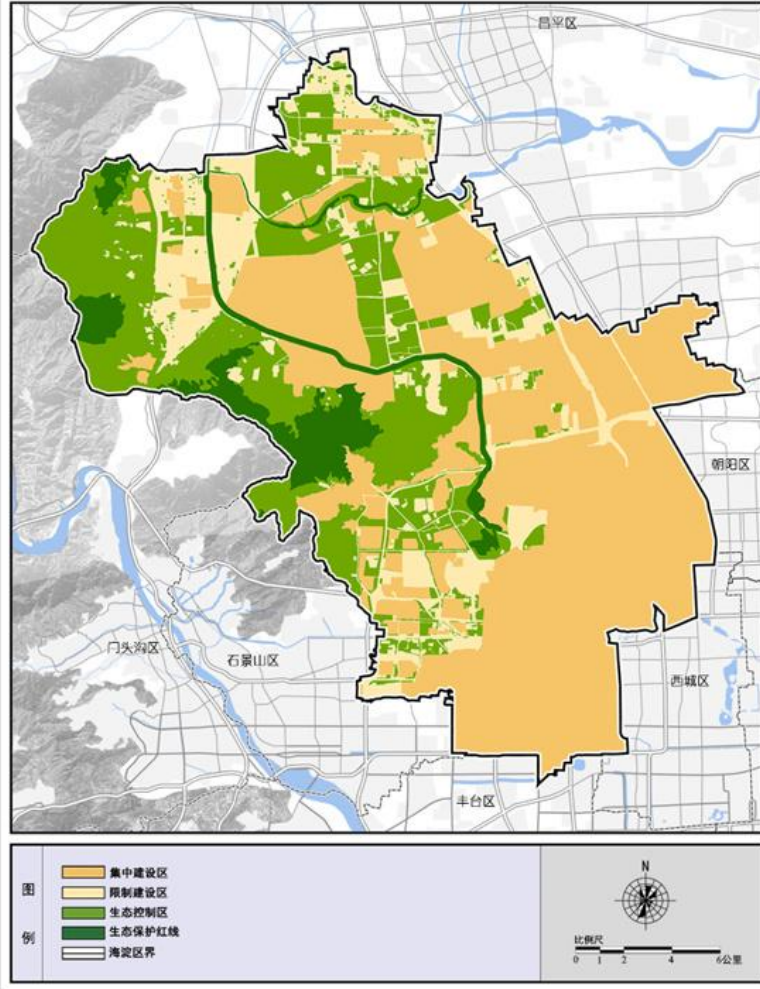 昌平区
朝阳区
门头沟区
石景山区
西城区
丰台区
图例
集中建设区
限制建设区
生态控制区
生态保护红线
海淀区界
N
比例尺
0 1 2 4 6公里